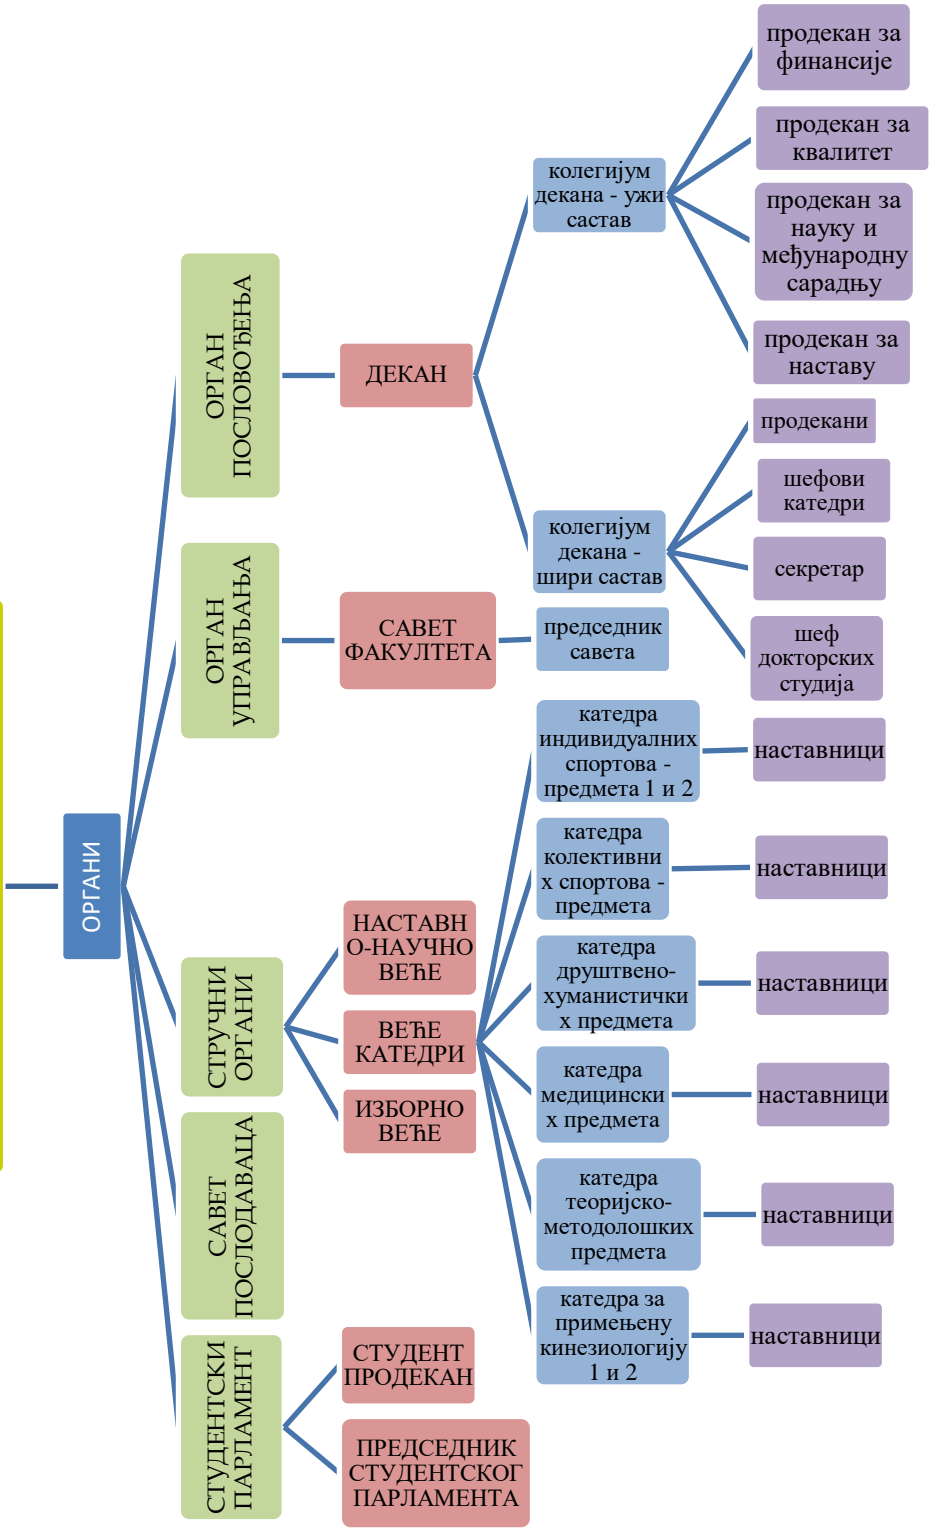 ОРГАНИ
ОРГАН
ПОСЛОВОЂЕЊА
ДЕКАН
колегијум
декана - ужи
састав
продекан за
финансије
продекан за
квалитет
продекан за
науку и
међународну
сарадњу
продекан за
наставу
колегијум
декана -
шири састав
продекани
шефови
катедри
секретар
шеф
докторских
студија
ОРГАН
УПРАВЉАЊА
САВЕТ
ФАКУЛТЕТА
председник
савета
СТРУЧНИ
ОРГАНИ
НАСТАВН
О-НАУЧНО
ВЕЋЕ
ВЕЋЕ
КАТЕДРИ
катедра
индивидуалних
спортова -
предмета 1 и 2
наставници
катедра
колективни
х спортова -
предмета
наставници
катедра
друштвено-
хуманистички
х предмета
наставници
катедра
медицински
х предмета
наставници
катедра
теоријско-
методолошких
предмета
наставници
катедра за
примењену
кинезиологију
1 и 2
наставници
ИЗБОРНО
ВЕЋЕ
САВЕТ
ПОСЛОДАВАЦА
СТУДЕНТСКИ
ПАРЛАМЕНТ
СТУДЕНТ
ПРОДЕКАН
ПРЕДСЕДНИК
СТУДЕНТСКОГ
ПАРЛАМЕНТА